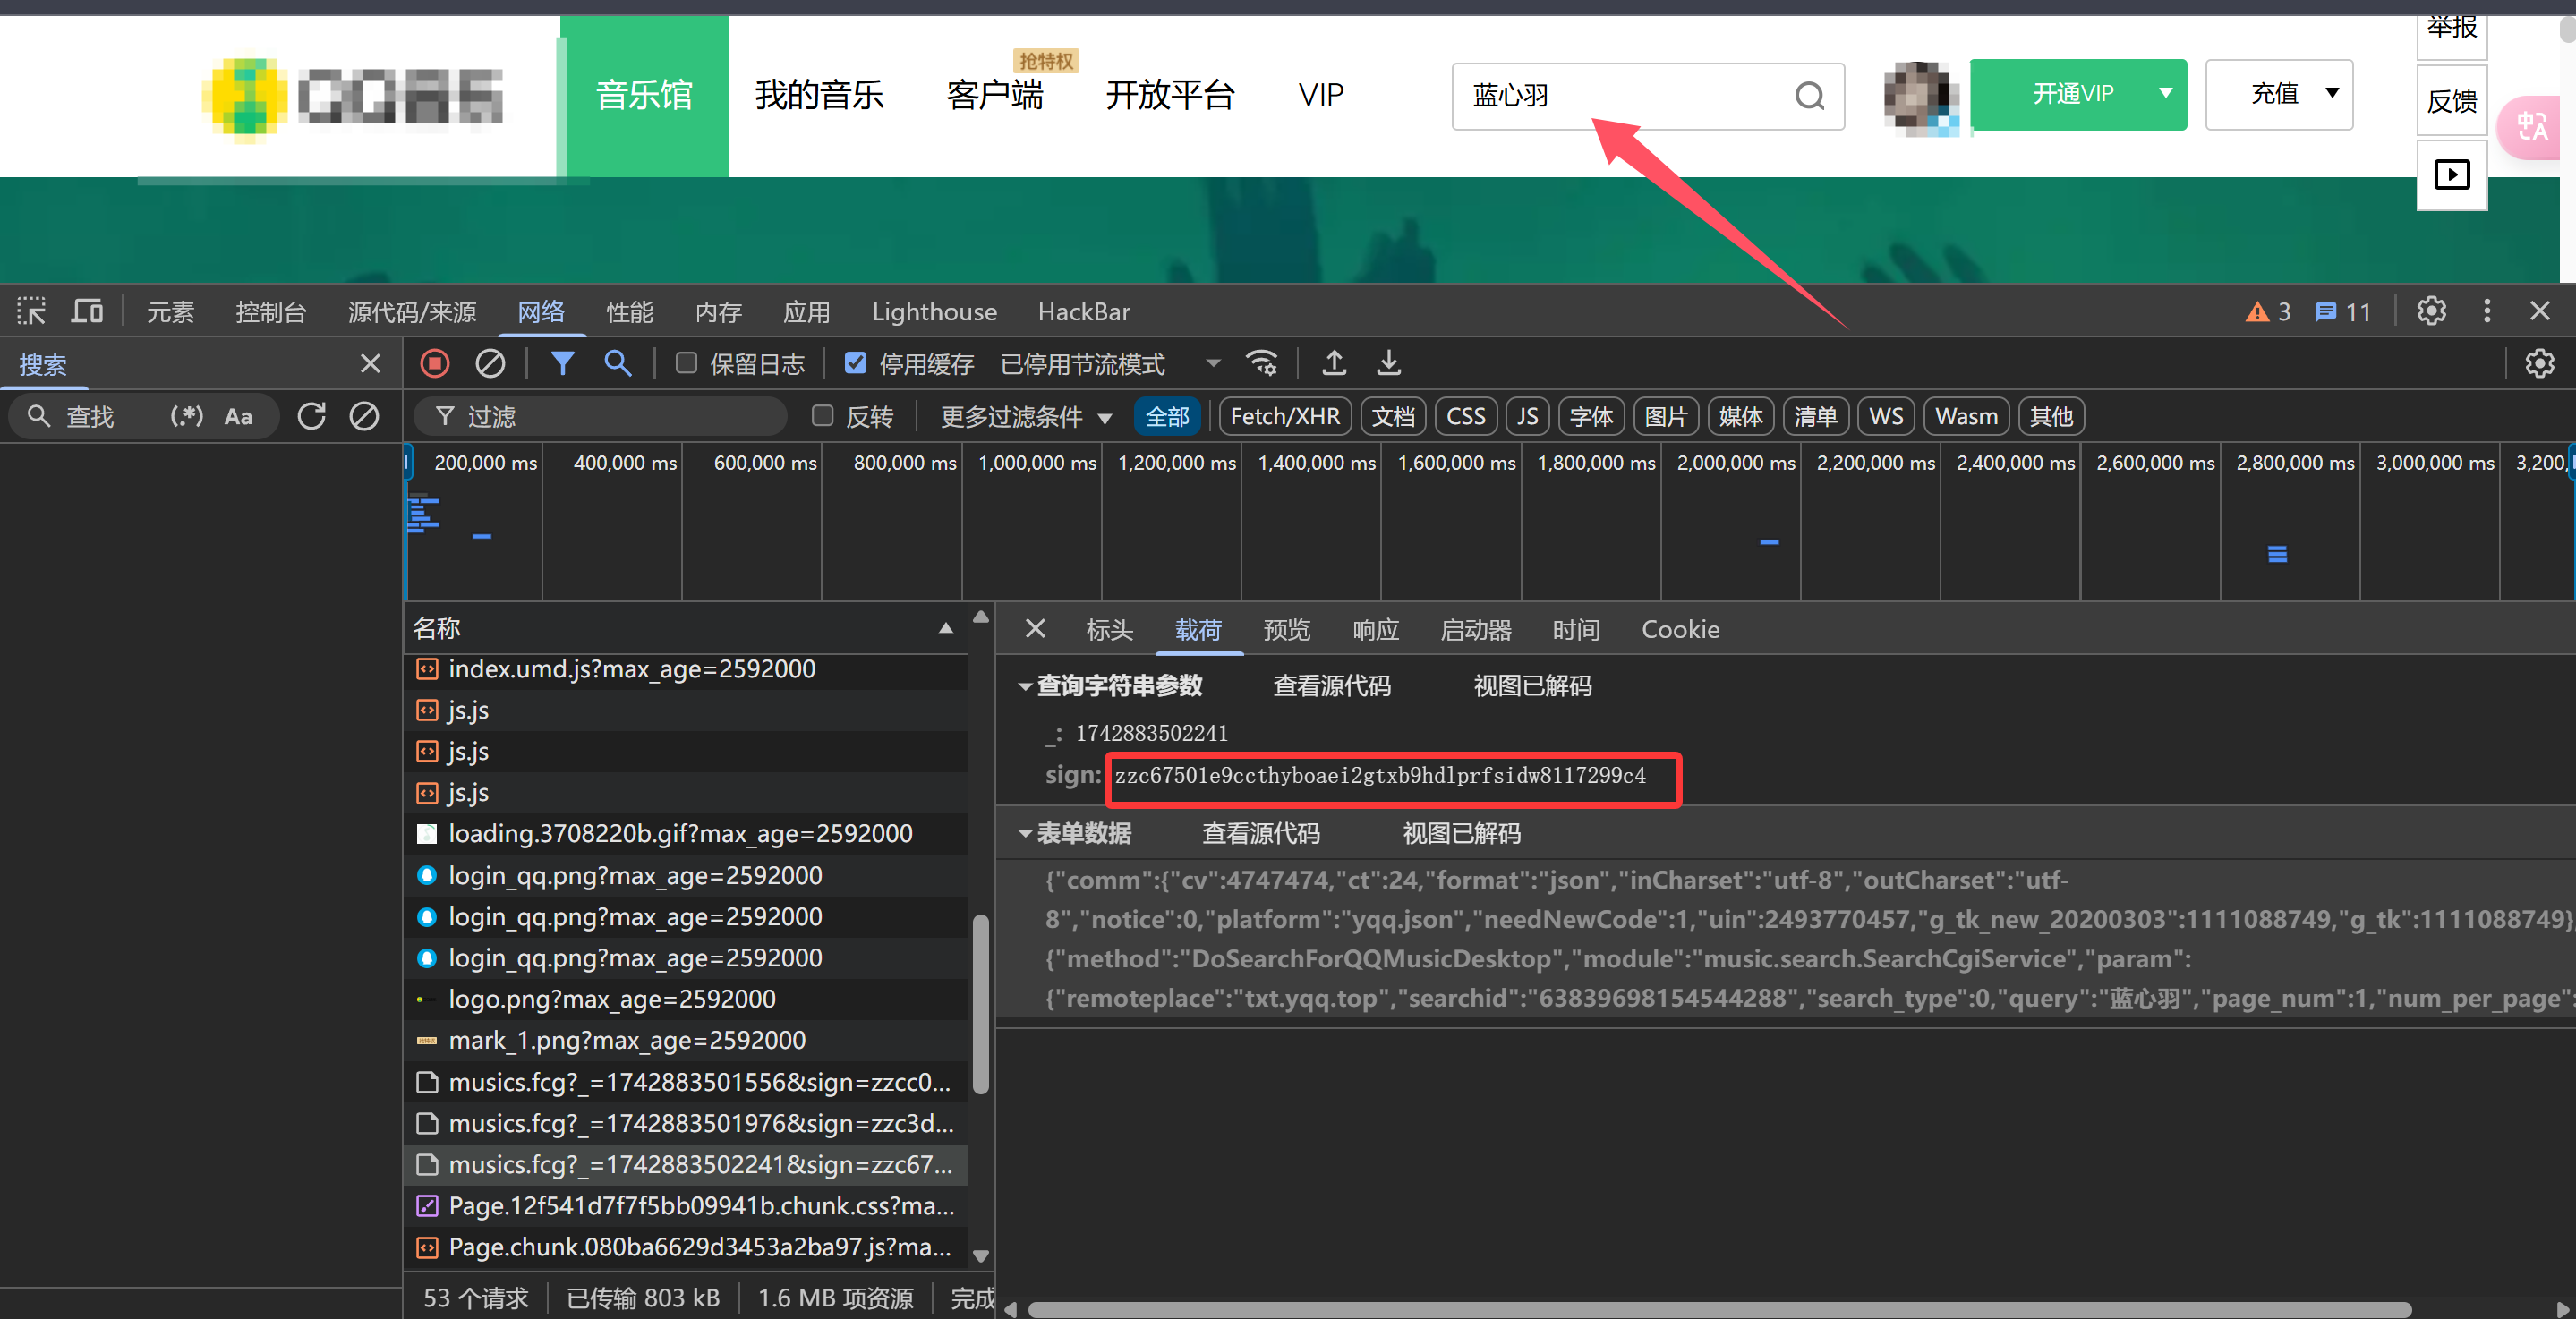 举报
抢特权
音乐馆 我的音乐 客户端 开放平台 VIP
蓝心羽
开通VIP ▼
充值 ▼
反馈
中A
元素 控制台 源代码/来源 网络 性能 内存 应用 Lighthouse HackBar 3 11
搜索
保留日志 停用缓存 已停用节流模式
查找 (.*) Aa
过滤 反转 更多过滤条件 全部 Fetch/XHR 文档 CSS JS 字体 图片 媒体 清单 WS Wasm 其他
200,000 ms 400,000 ms 600,000 ms 800,000 ms 1,000,000 ms 1,200,000 ms 1,400,000 ms 1,600,000 ms 1,800,000 ms 2,000,000 ms 2,200,000 ms 2,400,000 ms 2,600,000 ms 2,800,000 ms 3,000,000 ms 3,200,
名称
index.umd.js?max_age=2592000
js.js
js.js
js.js
loading.3708220b.gif?max_age=2592000
login_qq.png?max_age=2592000
login_qq.png?max_age=2592000
login_qq.png?max_age=2592000
logo.png?max_age=2592000
mark_1.png?max_age=2592000
musics.fcg?_=1742883501556&sign=zzcc0...
musics.fcg?_=1742883501976&sign=zzc3d...
musics.fcg?_=1742883502241&sign=zzc67...
Page.12f541d7f7f5bb09941b.chunk.css?ma...
Page.chunk.080ba6629d3453a2ba97.js?ma...
53 个请求 已传输 803 kB 1.6 MB 项资源 完成
标头 载荷 预览 响应 启动器 时间 Cookie
查询字符串参数 查看源代码 视图已解码
_: 1742883502241
sign: zzc67501e9ccthyboaei2gtxb9hdlprfsidw8117299c4
表单数据 查看源代码 视图已解码
{"comm":{"cv":4747474,"ct":24,"format":"json","inCharset":"utf-8","outCharset":"utf-
8","notice":0,"platform":"yqq.json","needNewCode":1,"uin":2493770457,"g_tk_new_20200303":1111088749,"g_tk":1111088749},
{"method":"DoSearchForQQMusicDesktop","module":"music.search.SearchCgiService","param":
{"remoteplace":"txt.yqq.top","searchid":"63839698154544288","search_type":0,"query":"蓝心羽","page_num":1,"num_per_page":